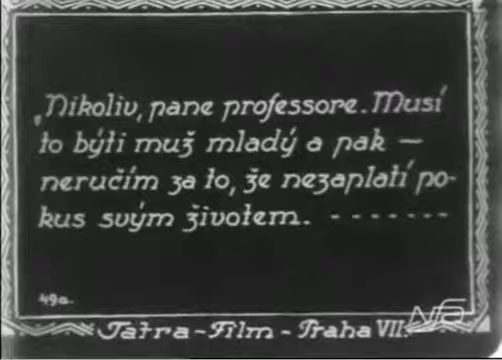 „Nikoliv, pane professore. Musí
to býti muž mladý a pak —
neručím za to, že nezaplatí po-
kus svým životem. - - - - - - -
49a.
Nfa
Tatra-Film - Praha VII.